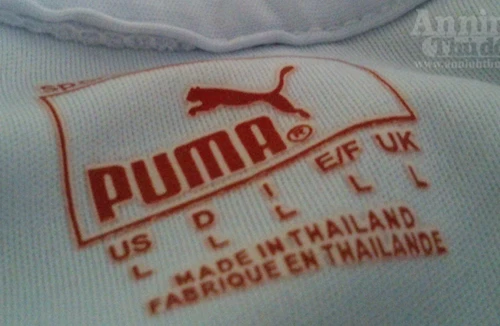 PUMA®
US D I E/F UK
L L L L L
MADE IN THAILAND
FABRIQUE EN THAILANDE